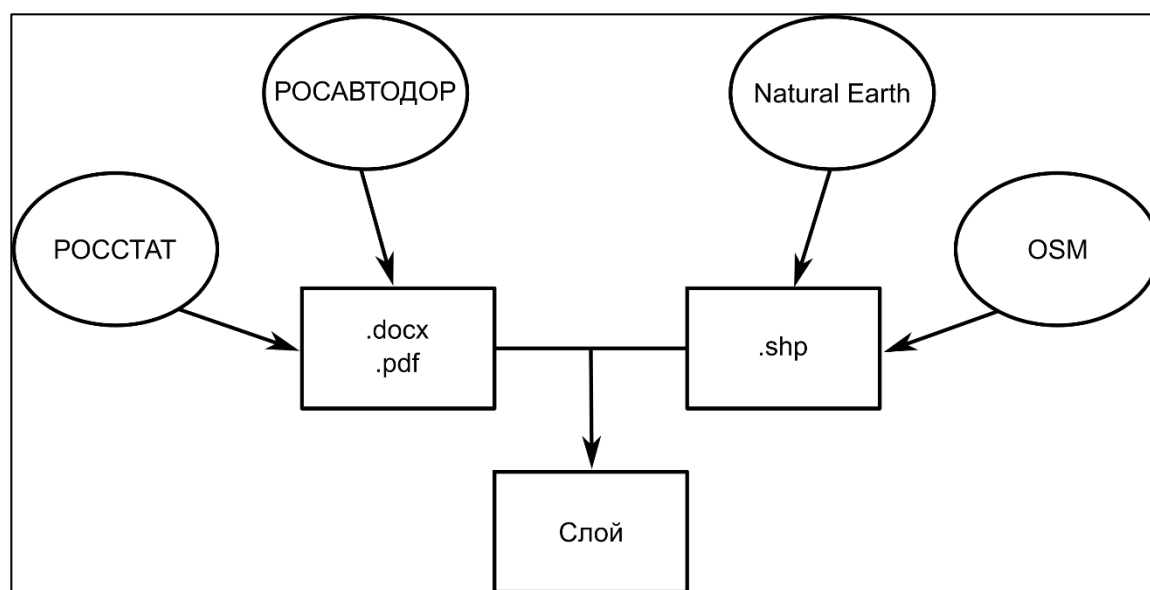 РОСАВТОДОР
Natural Earth
РОССТАТ
OSM
.docx
.pdf
.shp
Слой